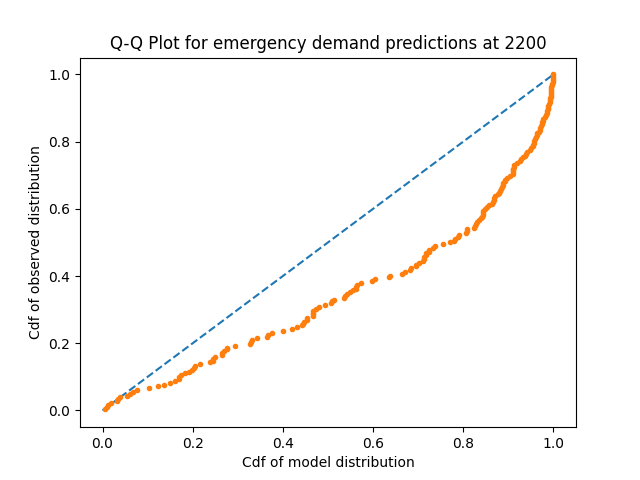 Q-Q Plot for emergency demand predictions at 2200
1.0
0.8
0.6
0.4
0.2
0.0
Cdf of observed distribution
0.0 0.2 0.4 0.6 0.8 1.0
Cdf of model distribution